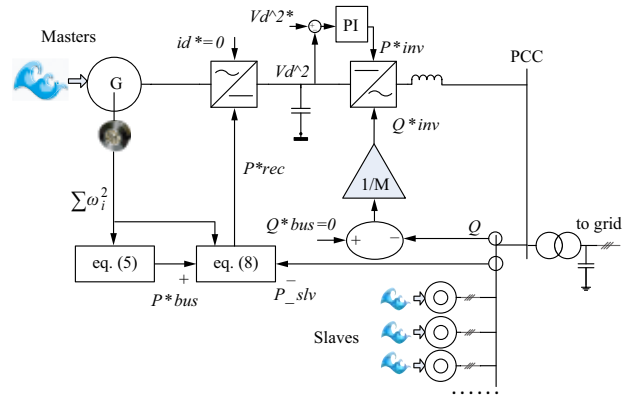 Masters
Vd^2*
PI
id*=0
Vd^2
P*inv
PCC
G
Q*inv
P*rec
1/M
∑ω_i^2
Q*bus=0
+
−
Q
to grid
eq. (5)
eq. (8)
+
−
P*bus
P_slv
Slaves
......